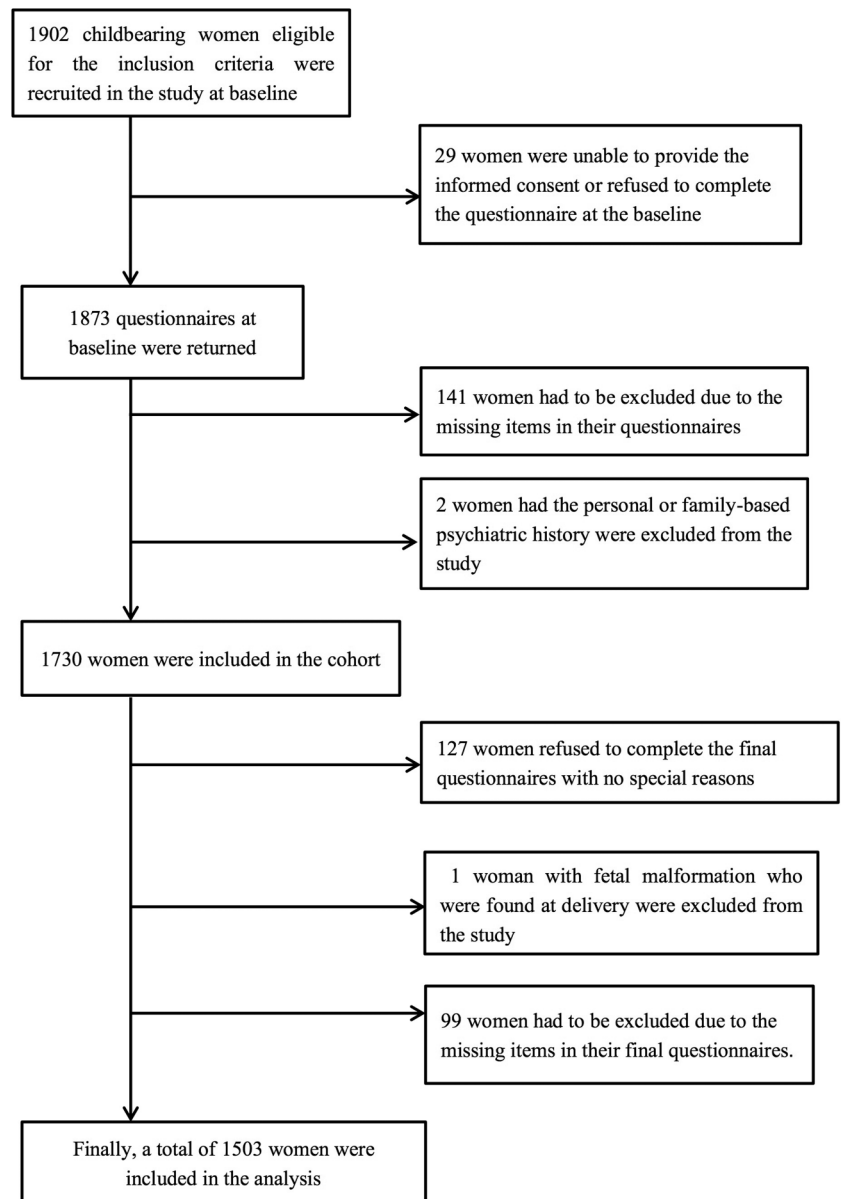 1902 childbearing women eligible
for the inclusion criteria were
recruited in the study at baseline
29 women were unable to provide the
informed consent or refused to complete
the questionnaire at the baseline
1873 questionnaires at
baseline were returned
141 women had to be excluded due to the
missing items in their questionnaires
2 women had the personal or family-based
psychiatric history were excluded from the
study
1730 women were included in the cohort
127 women refused to complete the final
questionnaires with no special reasons
1 woman with fetal malformation who
were found at delivery were excluded from
the study
99 women had to be excluded due to the
missing items in their final questionnaires.
Finally, a total of 1503 women were
included in the analysis